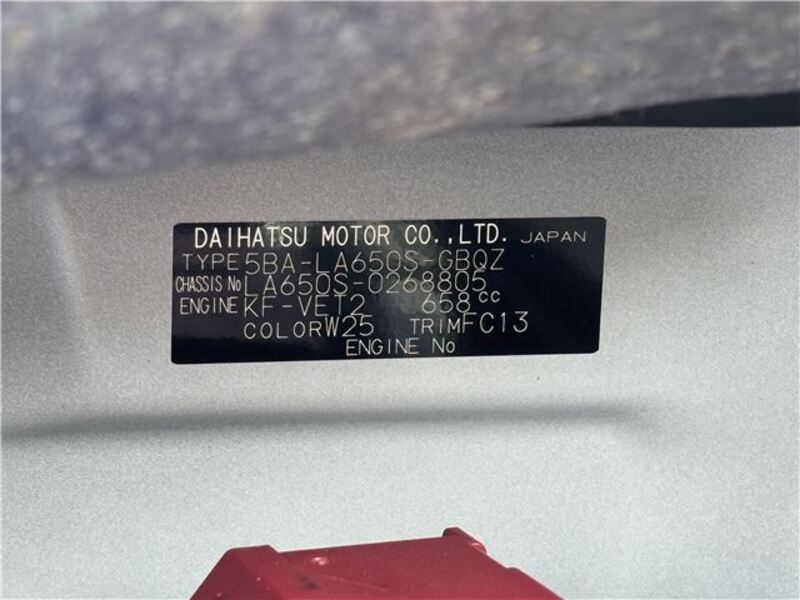 DAIHATSU MOTOR CO.,LTD. JAPAN
TYPE 5BA-LA650S-GBQZ
CHASSIS No LA650S-0268805
ENGINE KF-VET2 658cc
COLOR W25 TRIM FC13
ENGINE No